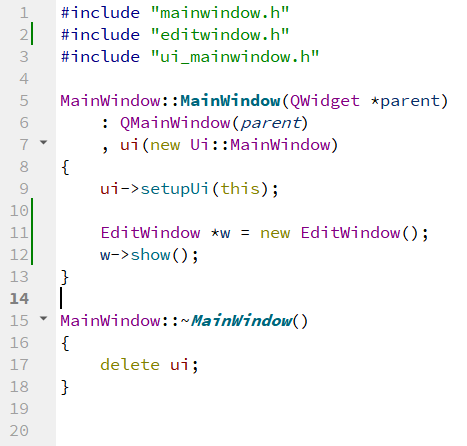 1 #include "mainwindow.h"
2 #include "editwindow.h"
3 #include "ui_mainwindow.h"
4
5 MainWindow::MainWindow(QWidget *parent)
6     : QMainWindow(parent)
7     , ui(new Ui::MainWindow)
8 {
9     ui->setupUi(this);
10
11     EditWindow *w = new EditWindow();
12     w->show();
13 }
14
15 MainWindow::~MainWindow()
16 {
17     delete ui;
18 }
19
20